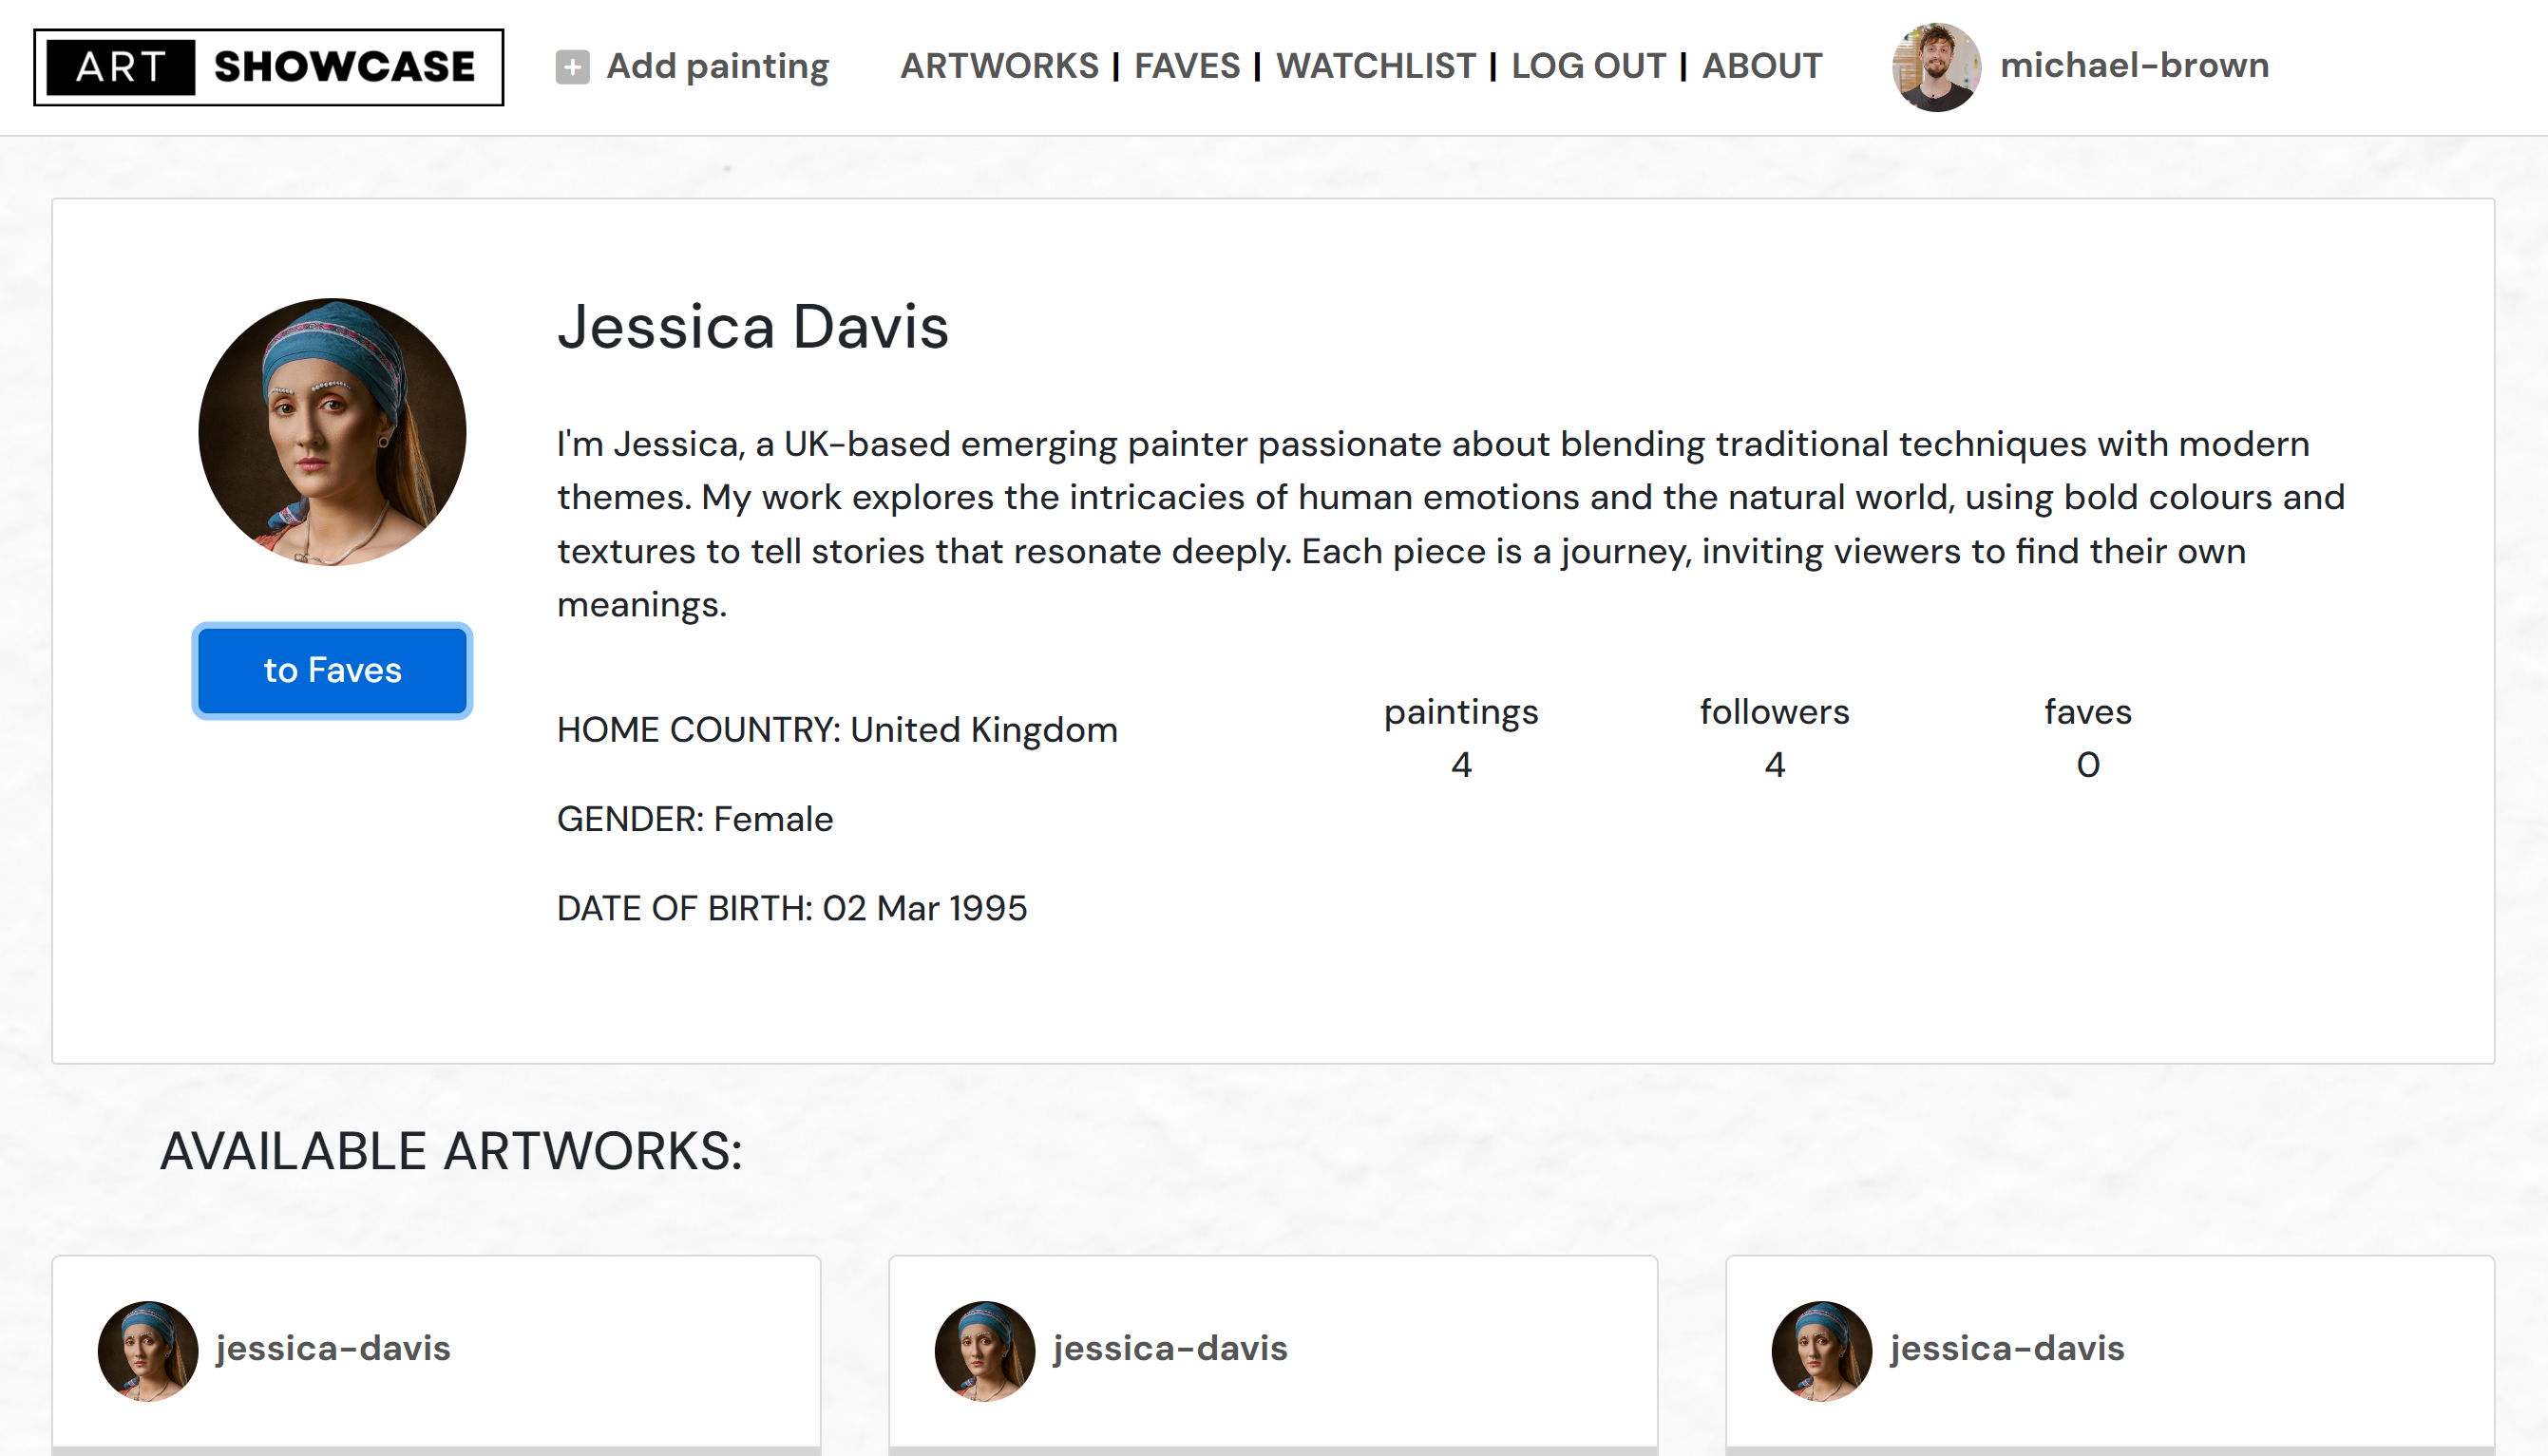 ART SHOWCASE
Add painting
ARTWORKS | FAVES | WATCHLIST | LOG OUT | ABOUT
michael-brown
Jessica Davis
I'm Jessica, a UK-based emerging painter passionate about blending traditional techniques with modern
themes. My work explores the intricacies of human emotions and the natural world, using bold colours and
textures to tell stories that resonate deeply. Each piece is a journey, inviting viewers to find their own
meanings.
to Faves
HOME COUNTRY: United Kingdom
GENDER: Female
DATE OF BIRTH: 02 Mar 1995
paintings followers faves
4 4 0
AVAILABLE ARTWORKS:
jessica-davis jessica-davis jessica-davis